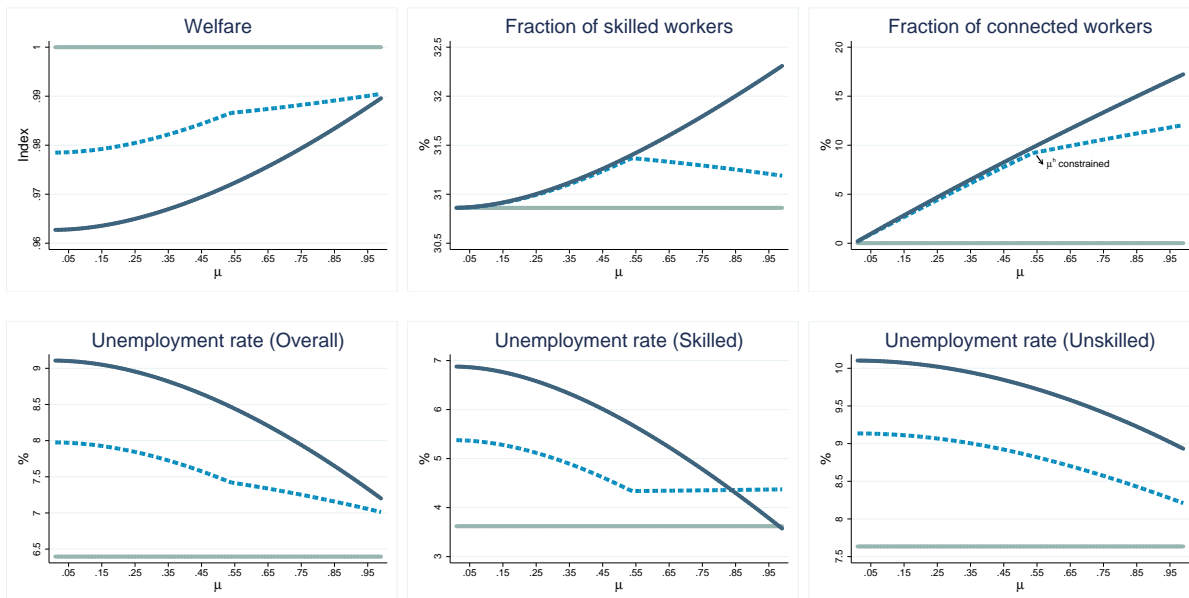 Welfare
Index
1
.99
.98
.97
.96
.05 .15 .25 .35 .45 .55 .65 .75 .85 .95
μ
Fraction of skilled workers
%
32.5
32
31.5
31
30.5
.05 .15 .25 .35 .45 .55 .65 .75 .85 .95
μ
Fraction of connected workers
%
20
15
10
5
0
μʰ constrained
.05 .15 .25 .35 .45 .55 .65 .75 .85 .95
μ
Unemployment rate (Overall)
%
9
8.5
8
7.5
7
6.5
.05 .15 .25 .35 .45 .55 .65 .75 .85 .95
μ
Unemployment rate (Skilled)
%
7
6
5
4
3
.05 .15 .25 .35 .45 .55 .65 .75 .85 .95
μ
Unemployment rate (Unskilled)
%
10
9.5
9
8.5
8
7.5
.05 .15 .25 .35 .45 .55 .65 .75 .85 .95
μ